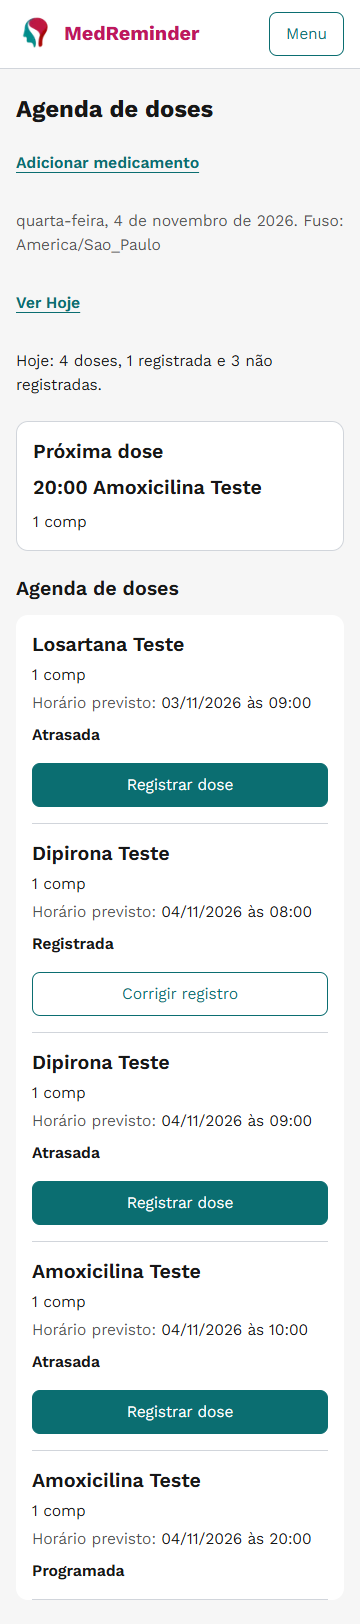 MedReminder
Menu
Agenda de doses
Adicionar medicamento
quarta-feira, 4 de novembro de 2026. Fuso:
America/Sao_Paulo
Ver Hoje
Hoje: 4 doses, 1 registrada e 3 não
registradas.
Próxima dose
20:00 Amoxicilina Teste
1 comp
Agenda de doses
Losartana Teste
1 comp
Horário previsto: 03/11/2026 às 09:00
Atrasada
Registrar dose
Dipirona Teste
1 comp
Horário previsto: 04/11/2026 às 08:00
Registrada
Corrigir registro
Dipirona Teste
1 comp
Horário previsto: 04/11/2026 às 09:00
Atrasada
Registrar dose
Amoxicilina Teste
1 comp
Horário previsto: 04/11/2026 às 10:00
Atrasada
Registrar dose
Amoxicilina Teste
1 comp
Horário previsto: 04/11/2026 às 20:00
Programada